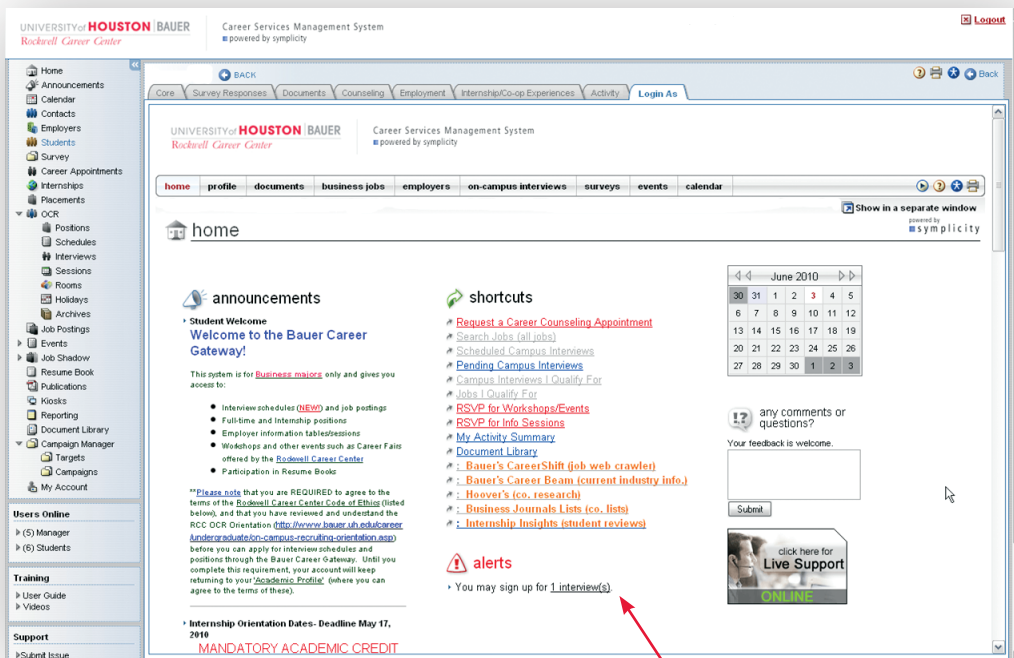 UNIVERSITY of HOUSTON BAUER
Rockwell Career Center
Career Services Management System
powered by symplicity
Logout
Home
Announcements
Calendar
Contacts
Employers
Students
Survey
Career Appointments
Internships
Placements
OCR
Positions
Schedules
Interviews
Sessions
Rooms
Holidays
Archives
Job Postings
Events
Job Shadow
Resume Book
Publications
Kiosks
Reporting
Document Library
Campaign Manager
Targets
Campaigns
My Account
Users Online
(5) Manager
(6) Students
Training
User Guide
Videos
Support
Submit Issue
BACK
Back
Core Survey Responses Documents Counseling Employment Internship/Co-op Experiences Activity Login As
UNIVERSITY of HOUSTON BAUER
Rockwell Career Center
Career Services Management System
powered by symplicity
home profile documents business jobs employers on-campus interviews surveys events calendar
Show in a separate window
powered by
symplicity
home
announcements
Student Welcome
Welcome to the Bauer Career
Gateway!
This system is for Business majors only and gives you
access to:
Interview schedules (NEW!) and job postings
Full-time and Internship positions
Employer information tables/sessions
Workshops and other events such as Career Fairs
offered by the Rockwell Career Center
Participation in Resume Books
**Please note that you are REQUIRED to agree to the
terms of the Rockwell Career Center Code of Ethics (listed
below), and that you have reviewed and understand the
RCC OCR Orientation (http://www.bauer.uh.edu/career
/undergraduate/on-campus-recruiting-orientation.asp)
before you can apply for interview schedules and
positions through the Bauer Career Gateway. Until you
complete this requirement, your account will keep
returning to your 'Academic Profile' (where you can
agree to the terms of these).
Internship Orientation Dates- Deadline May 17,
2010
MANDATORY ACADEMIC CREDIT
shortcuts
Request a Career Counseling Appointment
Search Jobs (all jobs)
Scheduled Campus Interviews
Pending Campus Interviews
Campus Interviews I Qualify For
Jobs I Qualify For
RSVP for Workshops/Events
RSVP for Info Sessions
My Activity Summary
Document Library
: Bauer's CareerShift (job web crawler)
: Bauer's Career Beam (current industry info.)
: Hoover's (co. research)
: Business Journals Lists (co. lists)
: Internship Insights (student reviews)
alerts
You may sign up for 1 interview(s).
June 2010
30 31 1 2 3 4 5
6 7 8 9 10 11 12
13 14 15 16 17 18 19
20 21 22 23 24 25 26
27 28 29 30 1 2 3
!?
any comments or
questions?
Your feedback is welcome.
Submit
click here for
Live Support
ONLINE